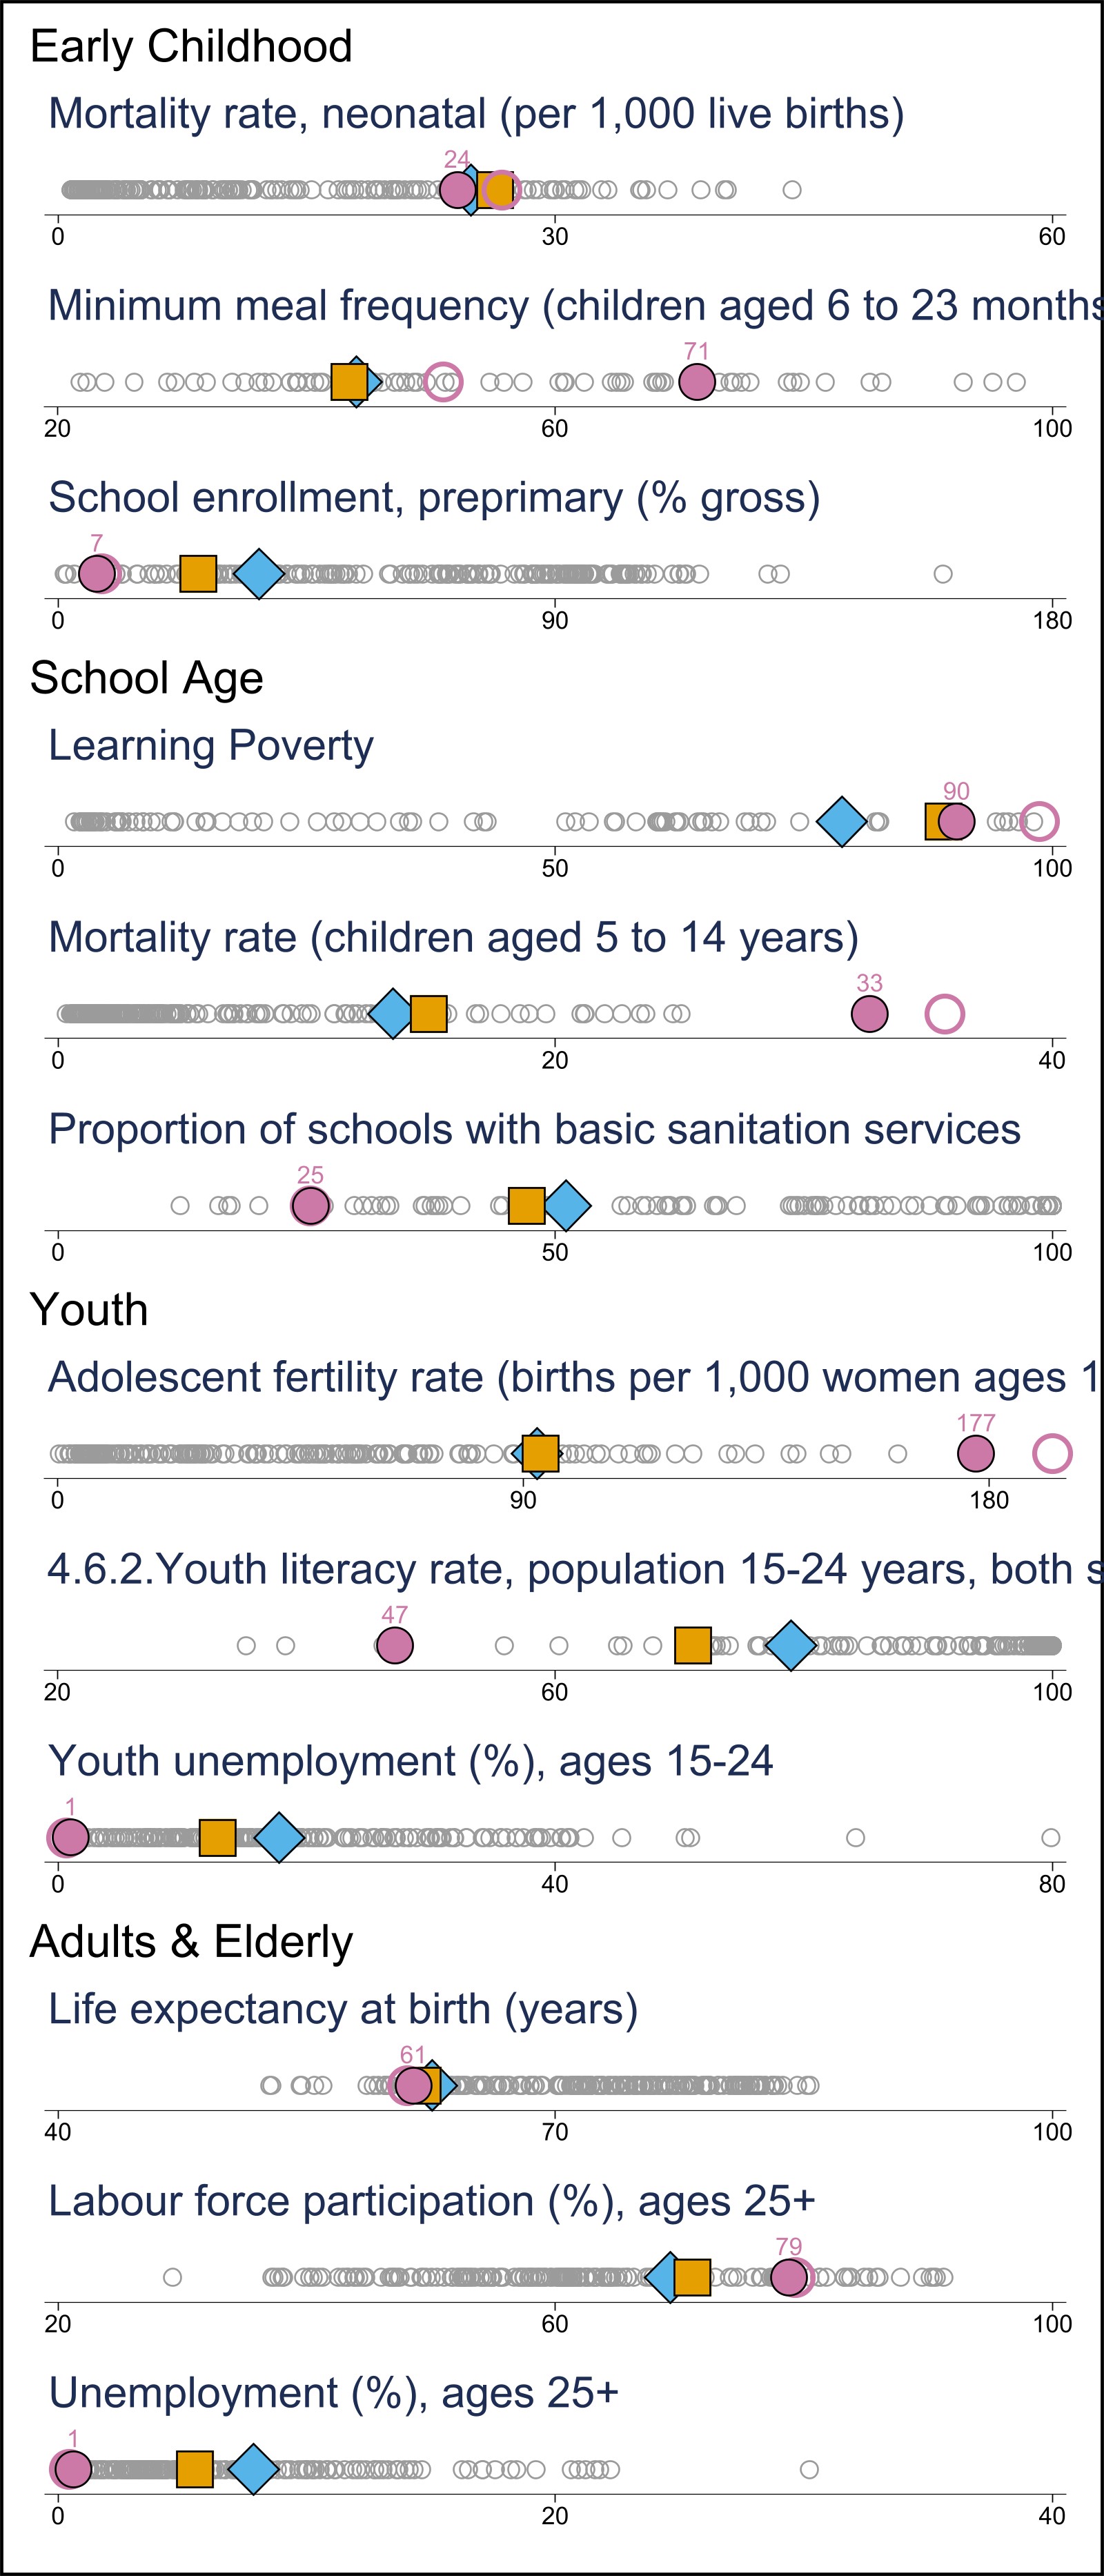 Early Childhood
Mortality rate, neonatal (per 1,000 live births)
24
0 30 60
Minimum meal frequency (children aged 6 to 23 months
71
20 60 100
School enrollment, preprimary (% gross)
7
0 90 180
School Age
Learning Poverty
90
0 50 100
Mortality rate (children aged 5 to 14 years)
33
0 20 40
Proportion of schools with basic sanitation services
25
0 50 100
Youth
Adolescent fertility rate (births per 1,000 women ages 1
177
0 90 180
4.6.2.Youth literacy rate, population 15-24 years, both s
47
20 60 100
Youth unemployment (%), ages 15-24
1
0 40 80
Adults & Elderly
Life expectancy at birth (years)
61
40 70 100
Labour force participation (%), ages 25+
79
20 60 100
Unemployment (%), ages 25+
1
0 20 40